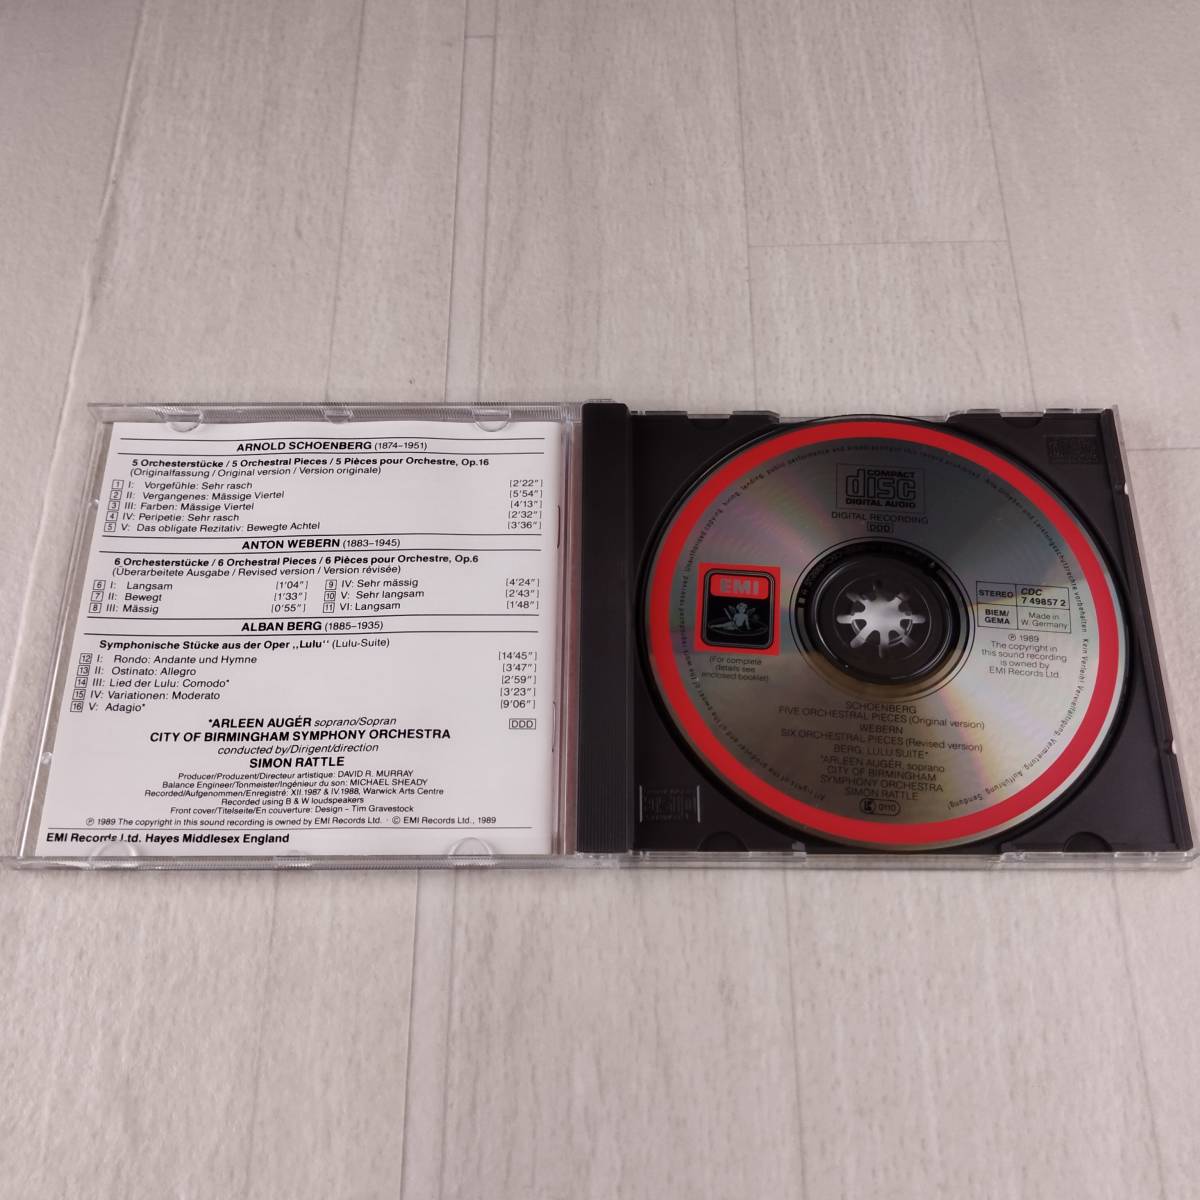 ARNOLD SCHOENBERG (1874–1951)
5 Orchesterstücke / 5 Orchestral Pieces / 5 Pièces pour Orchestre, Op.16
(Originalfassung / Original version / Version originale)
1 I: Vorgefühle: Sehr rasch [2'22"]
2 II: Vergangenes: Mässige Viertel [5'54"]
3 III: Farben: Mässige Viertel [4'13"]
4 IV: Peripetie: Sehr rasch [2'32"]
5 V: Das obligate Rezitativ: Bewegte Achtel [3'36"]
ANTON WEBERN (1883–1945)
6 Orchesterstücke / 6 Orchestral Pieces / 6 Pièces pour Orchestre, Op.6
(Überarbeitete Ausgabe / Revised version / Version révisée)
6 I: Langsam [1'04"]
7 II: Bewegt [1'33"]
8 III: Mässig [0'55"]
9 IV: Sehr mässig [4'24"]
10 V: Sehr langsam [2'43"]
11 VI: Langsam [1'48"]
ALBAN BERG (1885–1935)
Symphonische Stücke aus der Oper ,,Lulu'' (Lulu-Suite)
12 I: Rondo: Andante und Hymne [14'45"]
13 II: Ostinato: Allegro [3'47"]
14 III: Lied der Lulu: Comodo* [2'59"]
15 IV: Variationen: Moderato [3'23"]
16 V: Adagio* [9'06"]
*ARLEEN AUGÉR soprano/Sopran DDD
CITY OF BIRMINGHAM SYMPHONY ORCHESTRA
conducted by/Dirigent/direction
SIMON RATTLE
Producer/Produzent/Directeur artistique: DAVID R. MURRAY
Balance Engineer/Tonmeister/Ingénieur du son: MICHAEL SHEADY
Recorded/Aufgenommen/Enregistré: XII.1987 & IV.1988, Warwick Arts Centre
Recorded using B & W loudspeakers
Front cover/Titelseite/En couverture: Design - Tim Gravestock
℗ 1989 The copyright in this sound recording is owned by EMI Records Ltd. · © EMI Records Ltd., 1989
EMI Records Ltd. Hayes Middlesex England
COMPACT
disc
DIGITAL AUDIO
DIGITAL RECORDING
DDD
EMI
(For complete
details see
enclosed booklet)
STEREO
CDC
7 49857 2
BIEM/
GEMA
Made in
W. Germany
℗ 1989
The copyright in
this sound recording
is owned by
EMI Records Ltd.
SCHOENBERG
FIVE ORCHESTRAL PIECES (Original version)
WEBERN
SIX ORCHESTRAL PIECES (Revised version)
BERG: LULU SUITE*
*ARLEEN AUGÉR, soprano
CITY OF BIRMINGHAM
SYMPHONY ORCHESTRA
SIMON RATTLE
0110